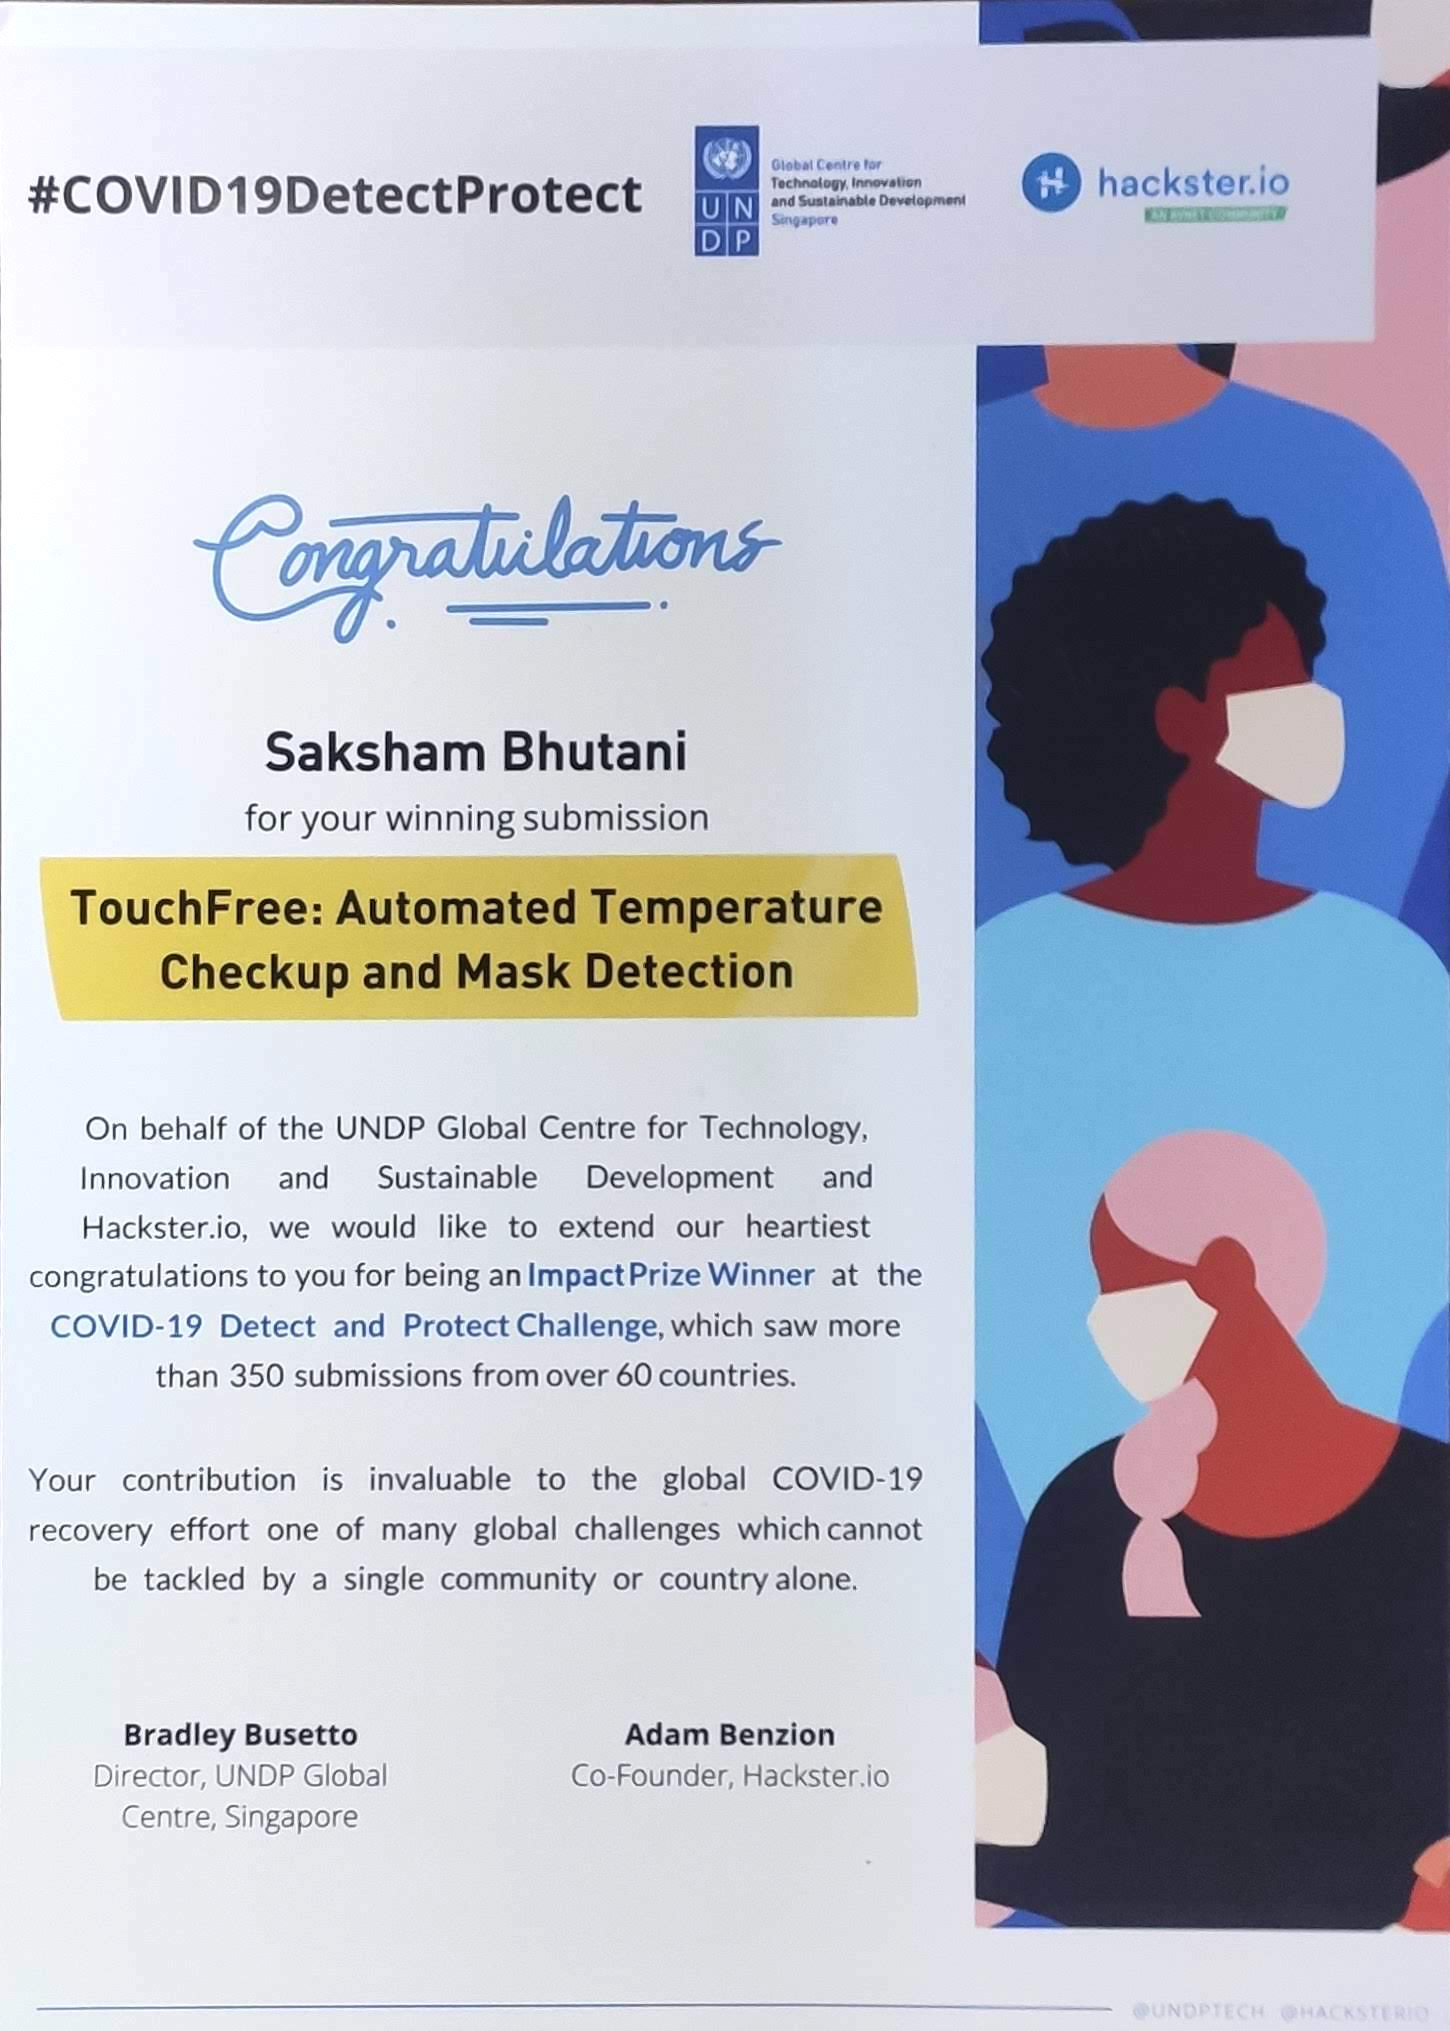 #COVID19DetectProtect
UN
DP
Global Centre for
Technology, Innovation
and Sustainable Development
Singapore
hackster.io
AN AVNET COMMUNITY
Congratulations
Saksham Bhutani
for your winning submission
TouchFree: Automated Temperature
Checkup and Mask Detection
On behalf of the UNDP Global Centre for Technology,
Innovation and Sustainable Development and
Hackster.io, we would like to extend our heartiest
congratulations to you for being an Impact Prize Winner at the
COVID-19 Detect and Protect Challenge, which saw more
than 350 submissions from over 60 countries.
Your contribution is invaluable to the global COVID-19
recovery effort one of many global challenges which cannot
be tackled by a single community or country alone.
Bradley Busetto
Director, UNDP Global
Centre, Singapore
Adam Benzion
Co-Founder, Hackster.io
@UNDPTECH @HACKSTERIO